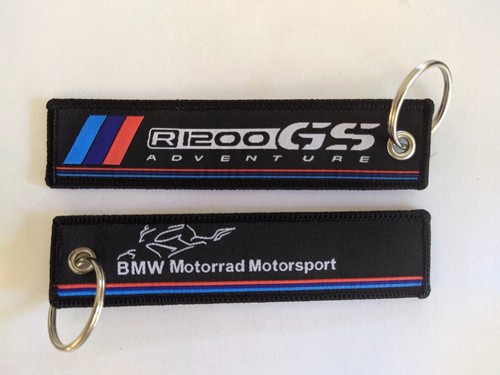 R1200GS
ADVENTURE
BMW Motorrad Motorsport